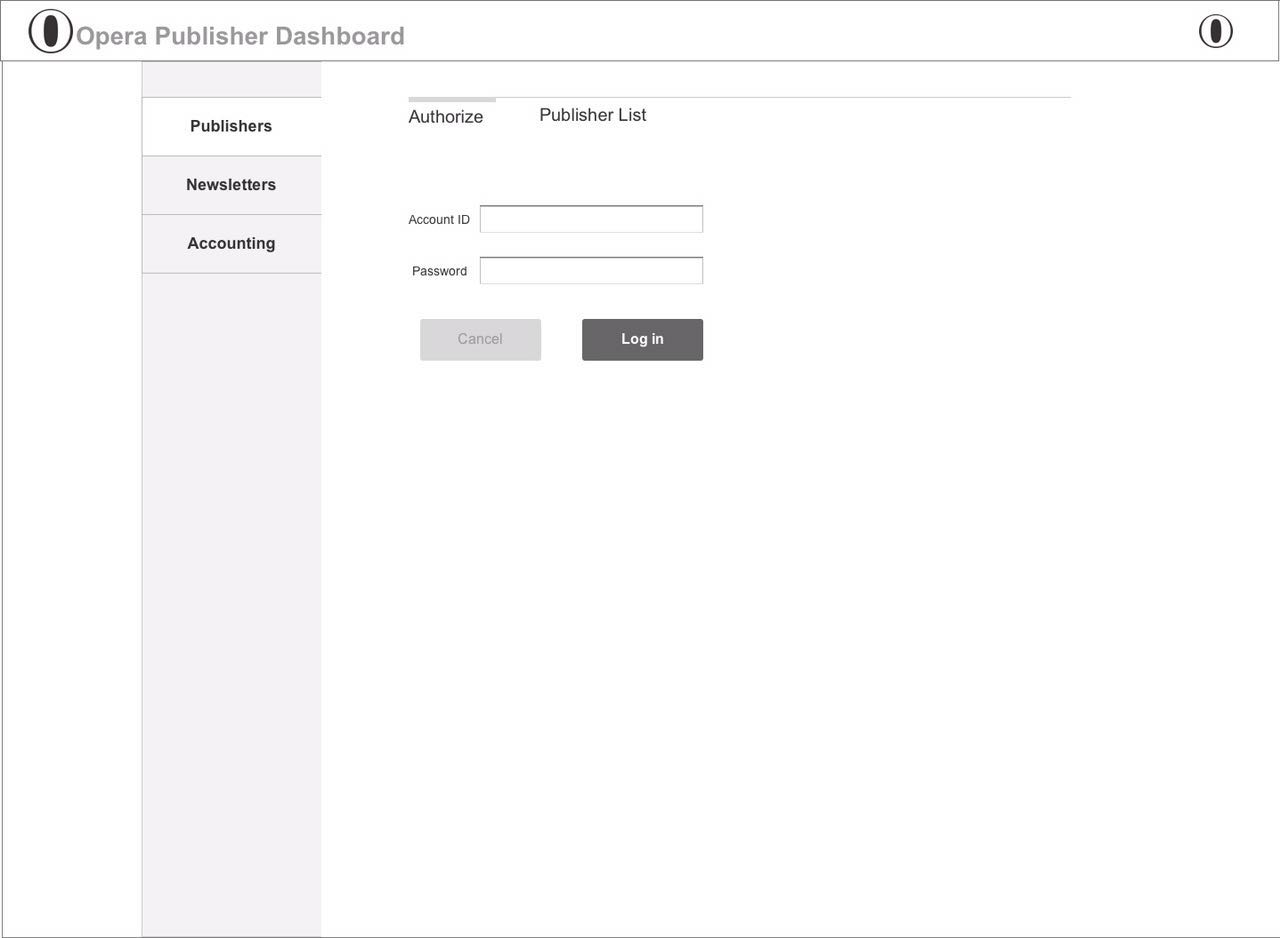 Opera Publisher Dashboard
Publishers
Newsletters
Accounting
Authorize
Publisher List
Account ID
Password
Cancel
Log in